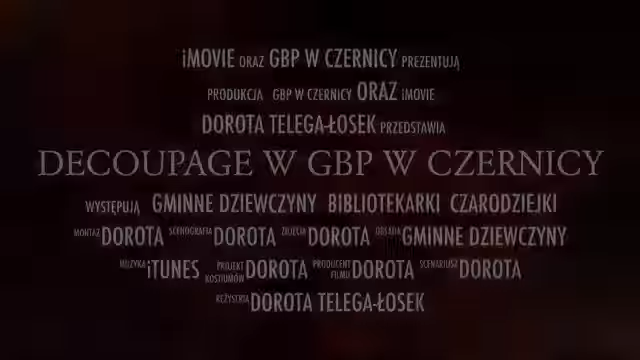 iMOVIE ORAZ GBP W CZERNICY PREZENTUJĄ
PRODUKCJA GBP W CZERNICY ORAZ iMOVIE
DOROTA TELEGA-ŁOSEK PRZEDSTAWIA
DECOUPAGE W GBP W CZERNICY
WYSTĘPUJĄ GMINNE DZIEWCZYNY BIBLIOTEKARKI CZARODZIEJKI
MONTAŻ DOROTA SCENOGRAFIA DOROTA ZDJĘCIA DOROTA OBSADA GMINNE DZIEWCZYNY
MUZYKA iTUNES PROJEKT KOSTIUMÓW DOROTA PRODUCENT FILMU DOROTA SCENARIUSZ DOROTA
REŻYSERIA DOROTA TELEGA-ŁOSEK